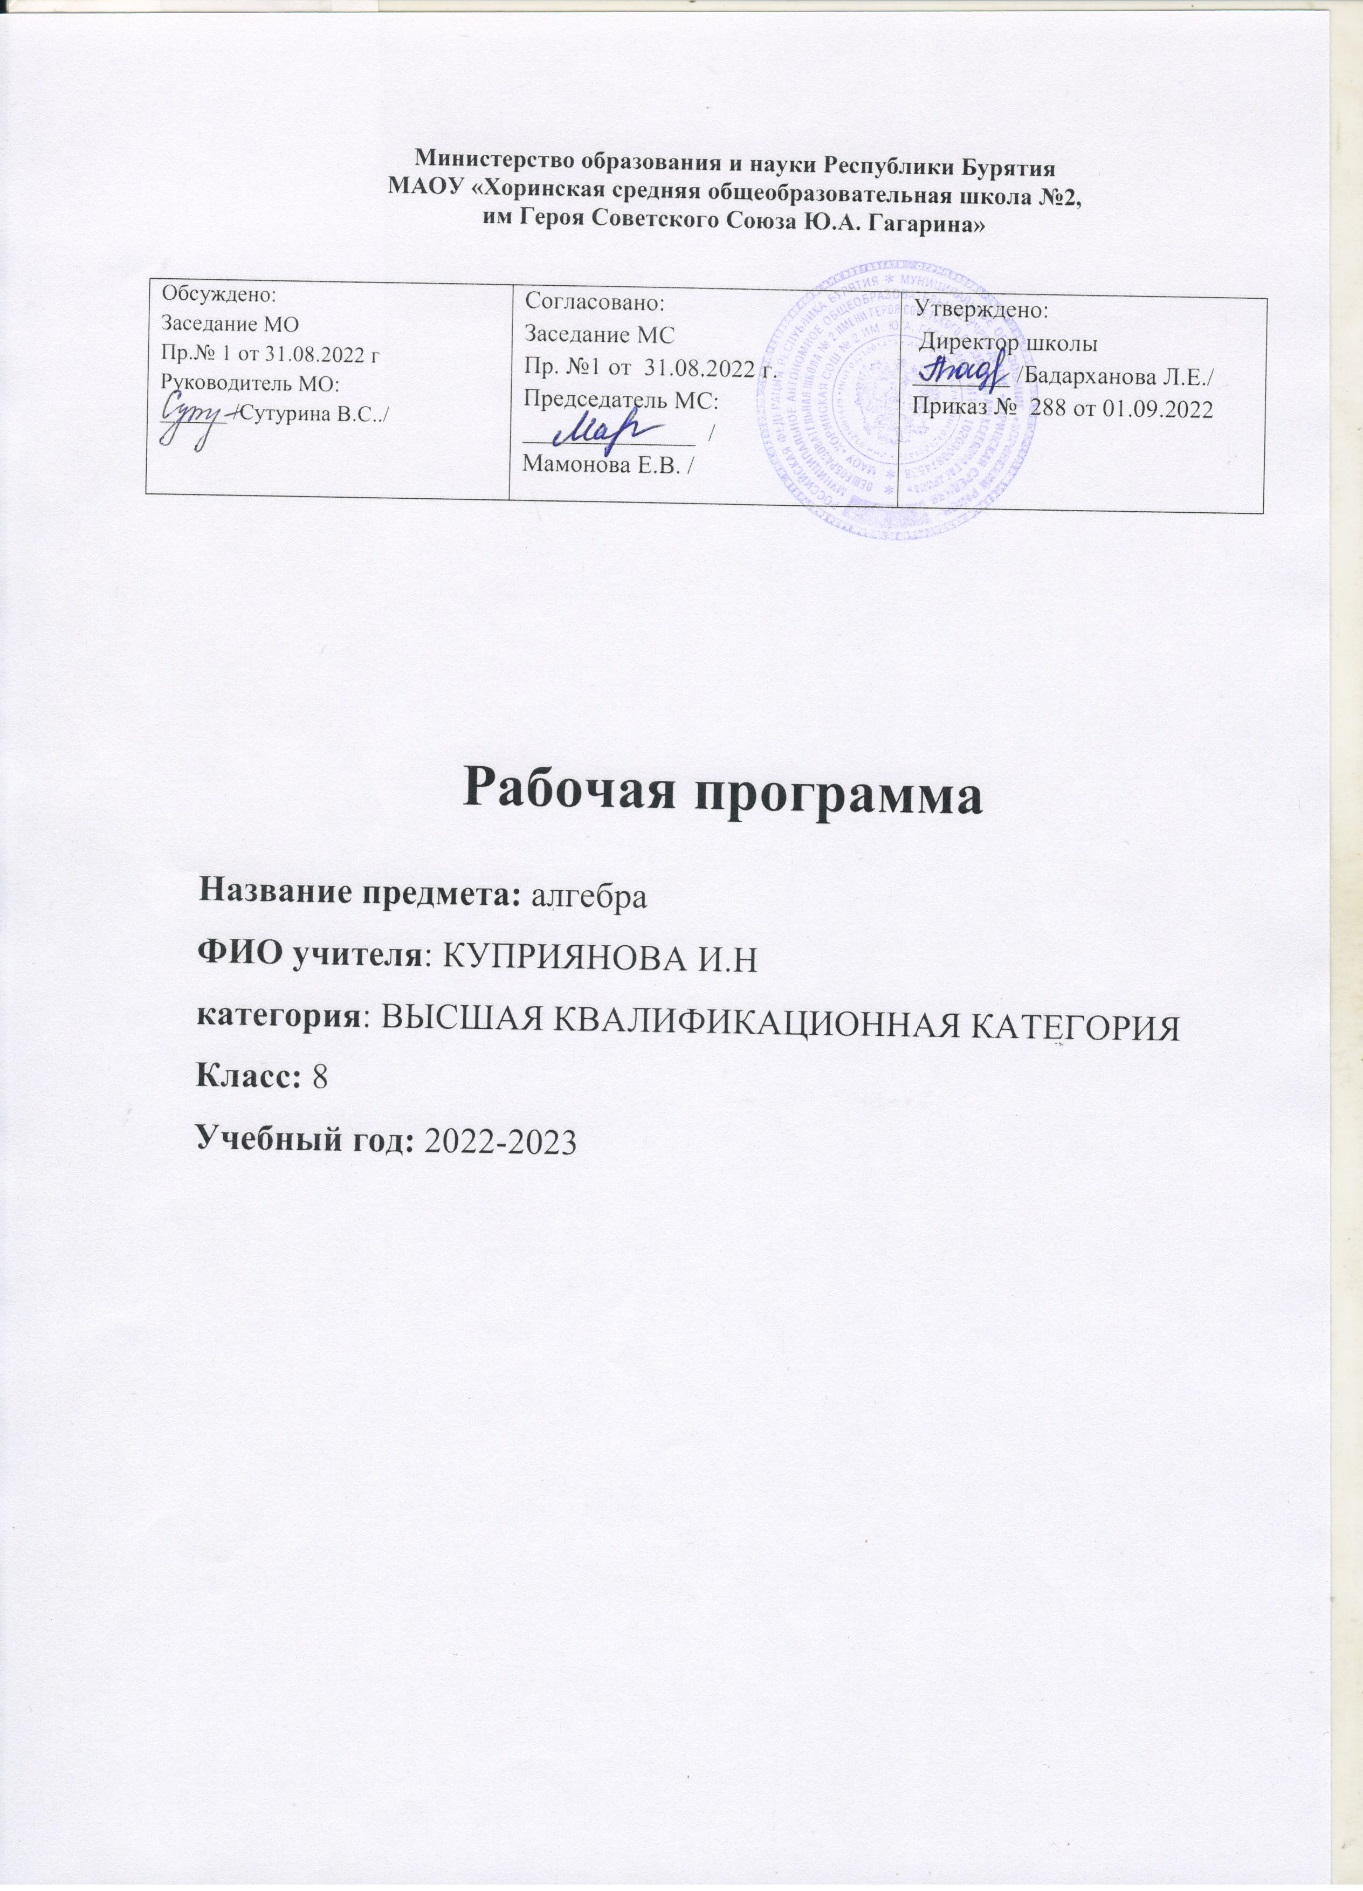 Министерство образования и науки Республики Бурятия
МАОУ «Хоринская средняя общеобразовательная школа №2,
им Героя Советского Союза Ю.А. Гагарина»
Обсуждено:
Заседание МО
Пр.№ 1 от 31.08.2022 г
Руководитель МО:
/Сутурина В.С../
Согласовано:
Заседание МС
Пр. №1 от 31.08.2022 г.
Председатель МС:
/
Мамонова Е.В. /
Утверждено:
Директор школы
/Бадарханова Л.Е./
Приказ № 288 от 01.09.2022
Рабочая программа
Название предмета: алгебра
ФИО учителя: КУПРИЯНОВА И.Н
категория: ВЫСШАЯ КВАЛИФИКАЦИОННАЯ КАТЕГОРИЯ
Класс: 8
Учебный год: 2022-2023